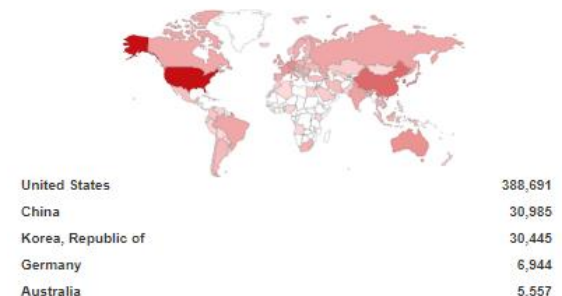 United States 388,691
China 30,985
Korea, Republic of 30,445
Germany 6,944
Australia 5,557